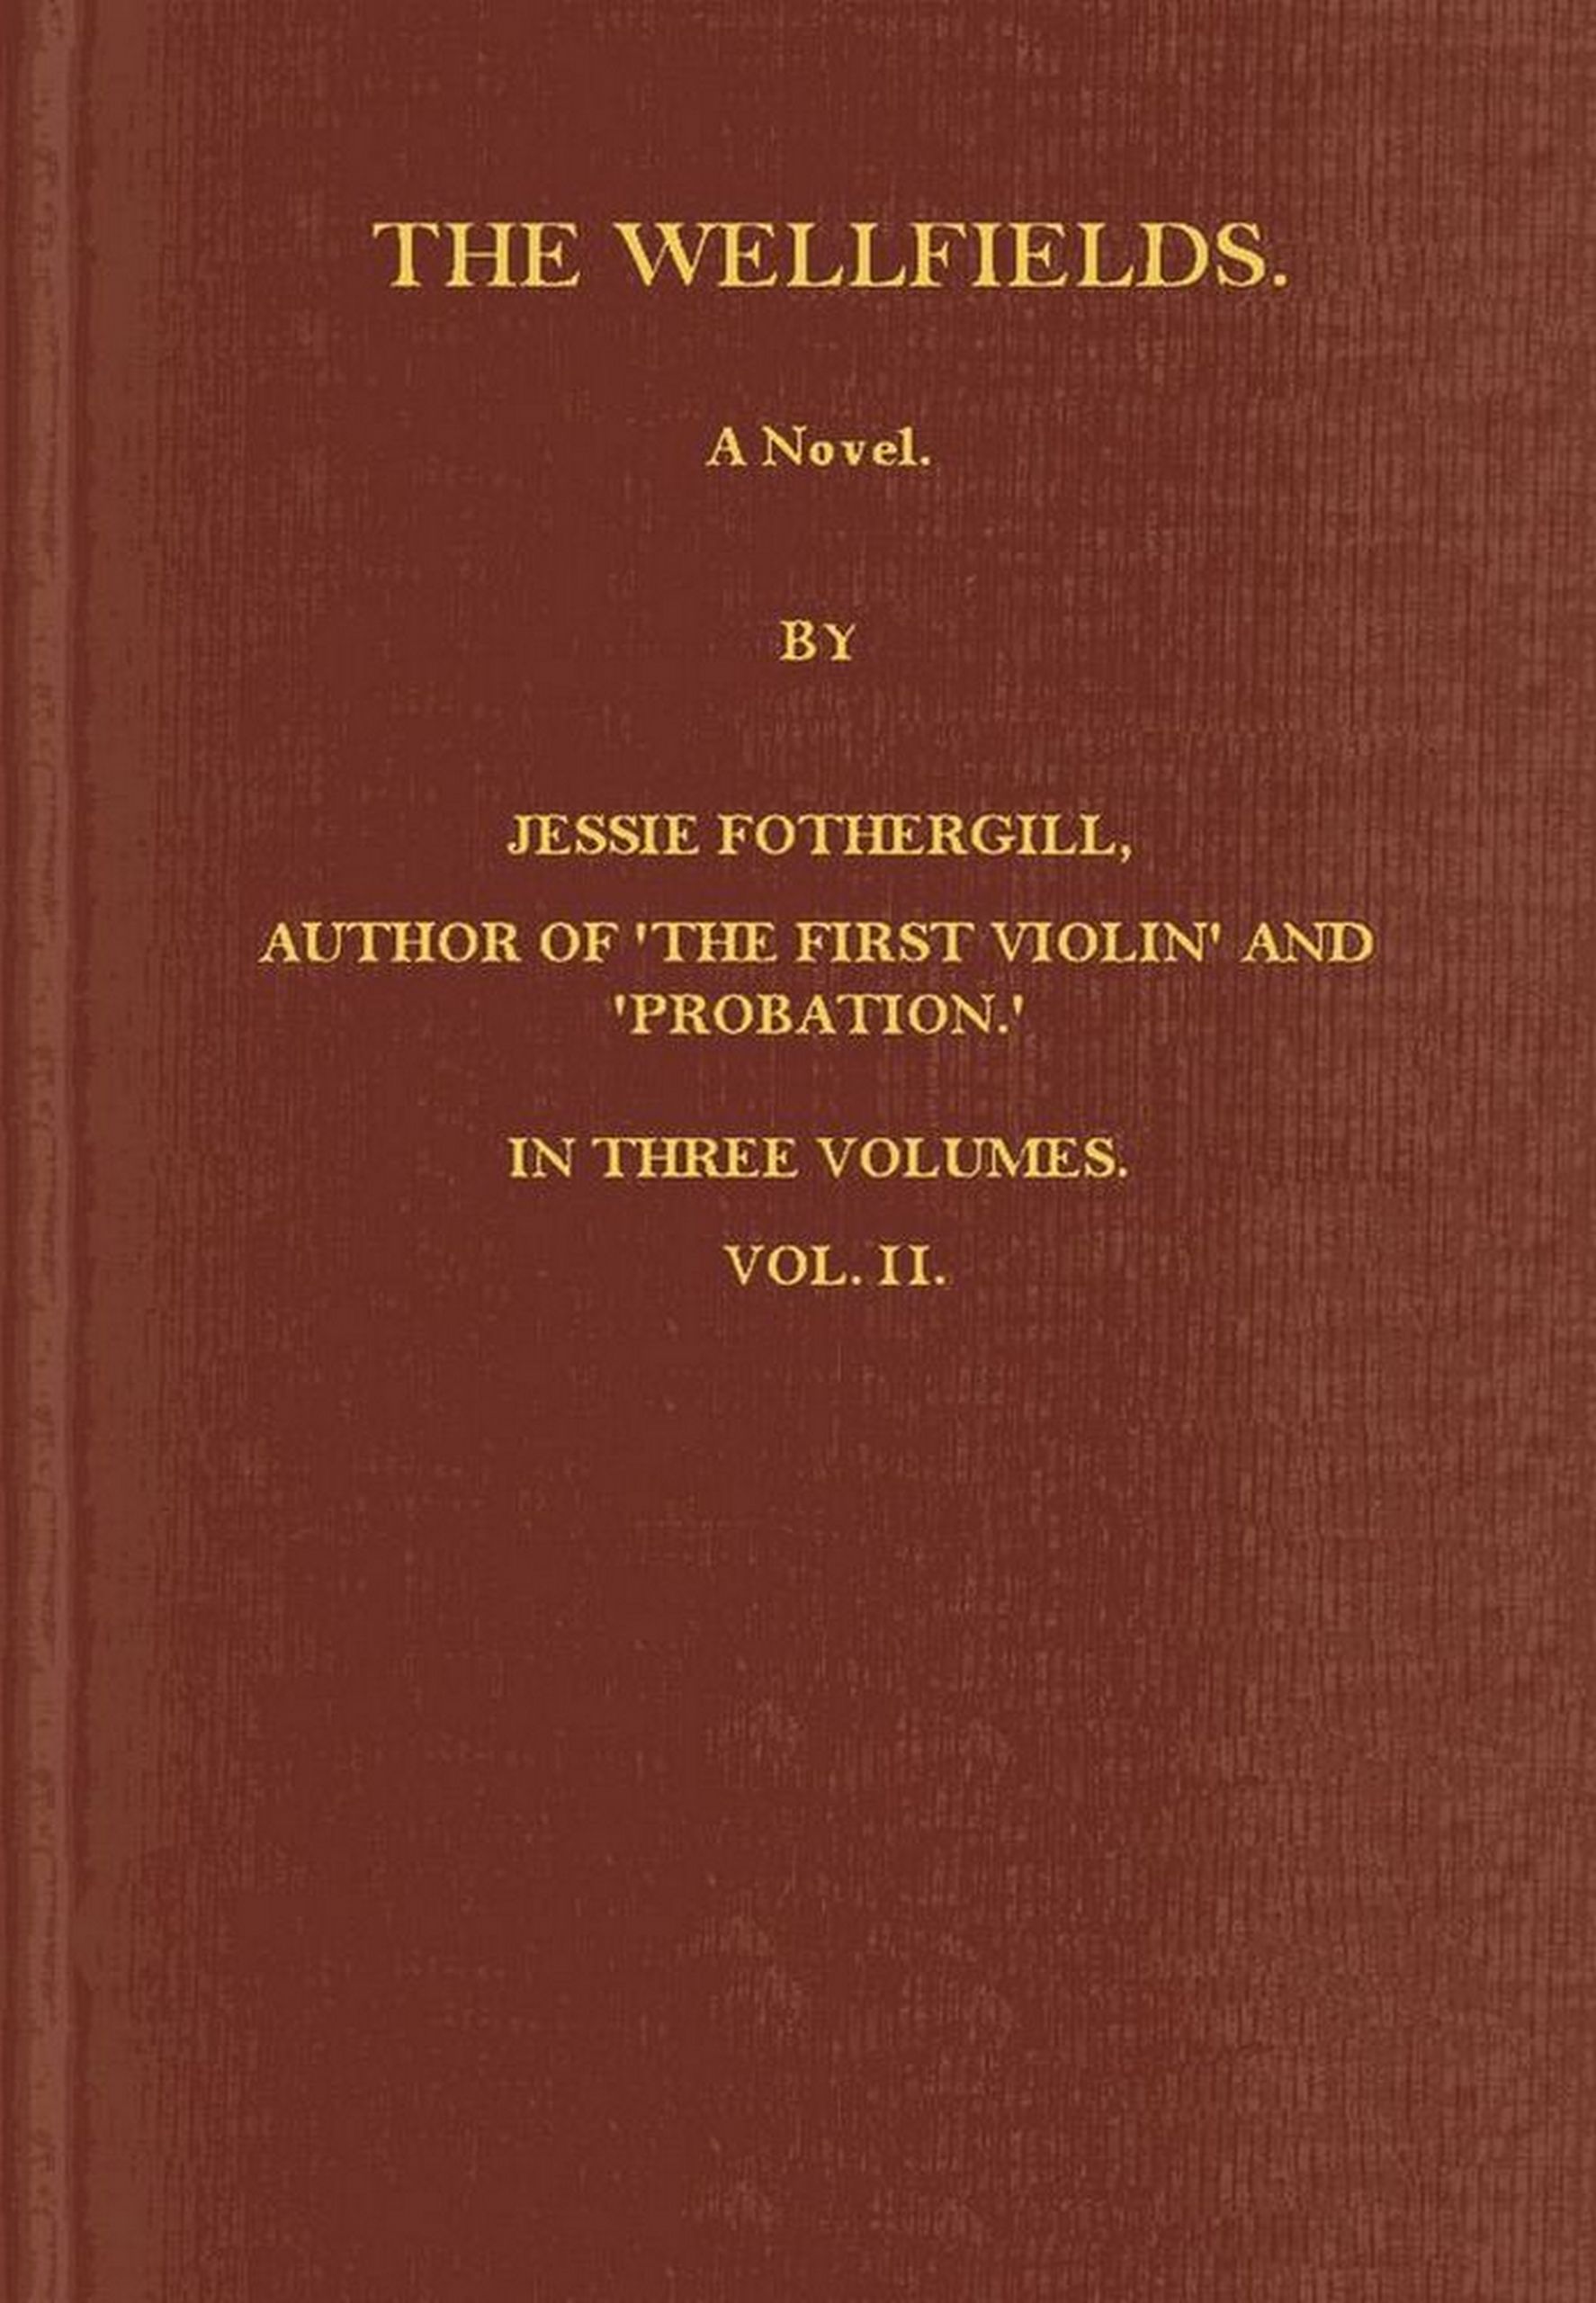 THE WELLFIELDS.
A Novel.
BY
JESSIE FOTHERGILL,
AUTHOR OF 'THE FIRST VIOLIN' AND
'PROBATION.'
IN THREE VOLUMES.
VOL. II.